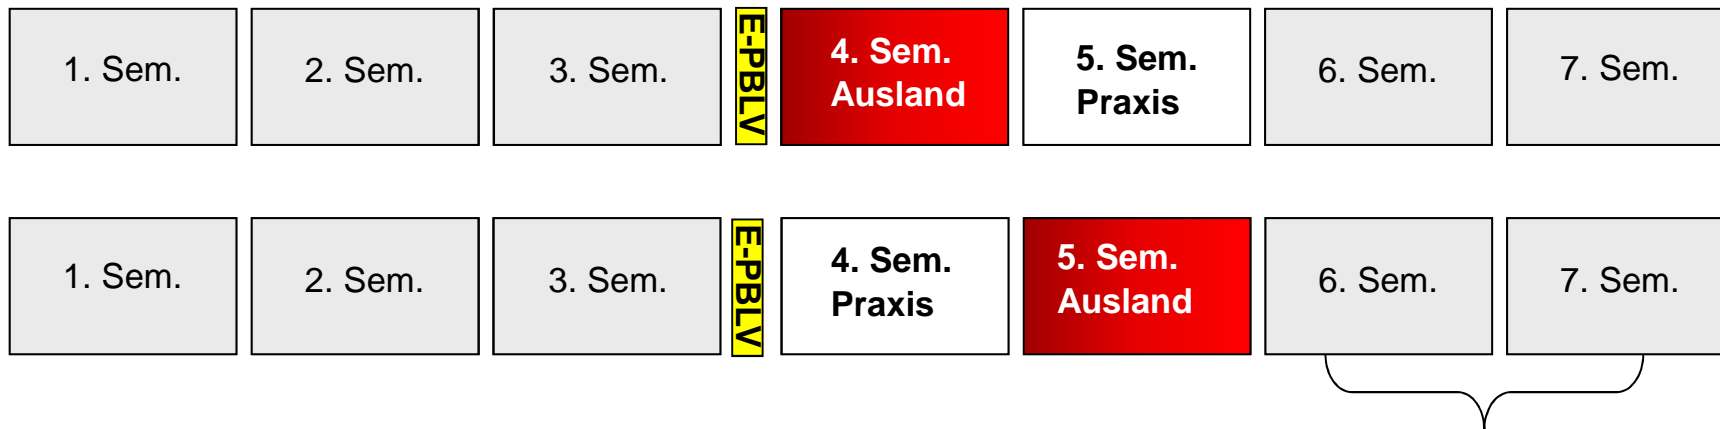 1. Sem.
2. Sem.
3. Sem.
E-PBLV
4. Sem.
Ausland
5. Sem.
Praxis
6. Sem.
7. Sem.
1. Sem.
2. Sem.
3. Sem.
E-PBLV
4. Sem.
Praxis
5. Sem.
Ausland
6. Sem.
7. Sem.